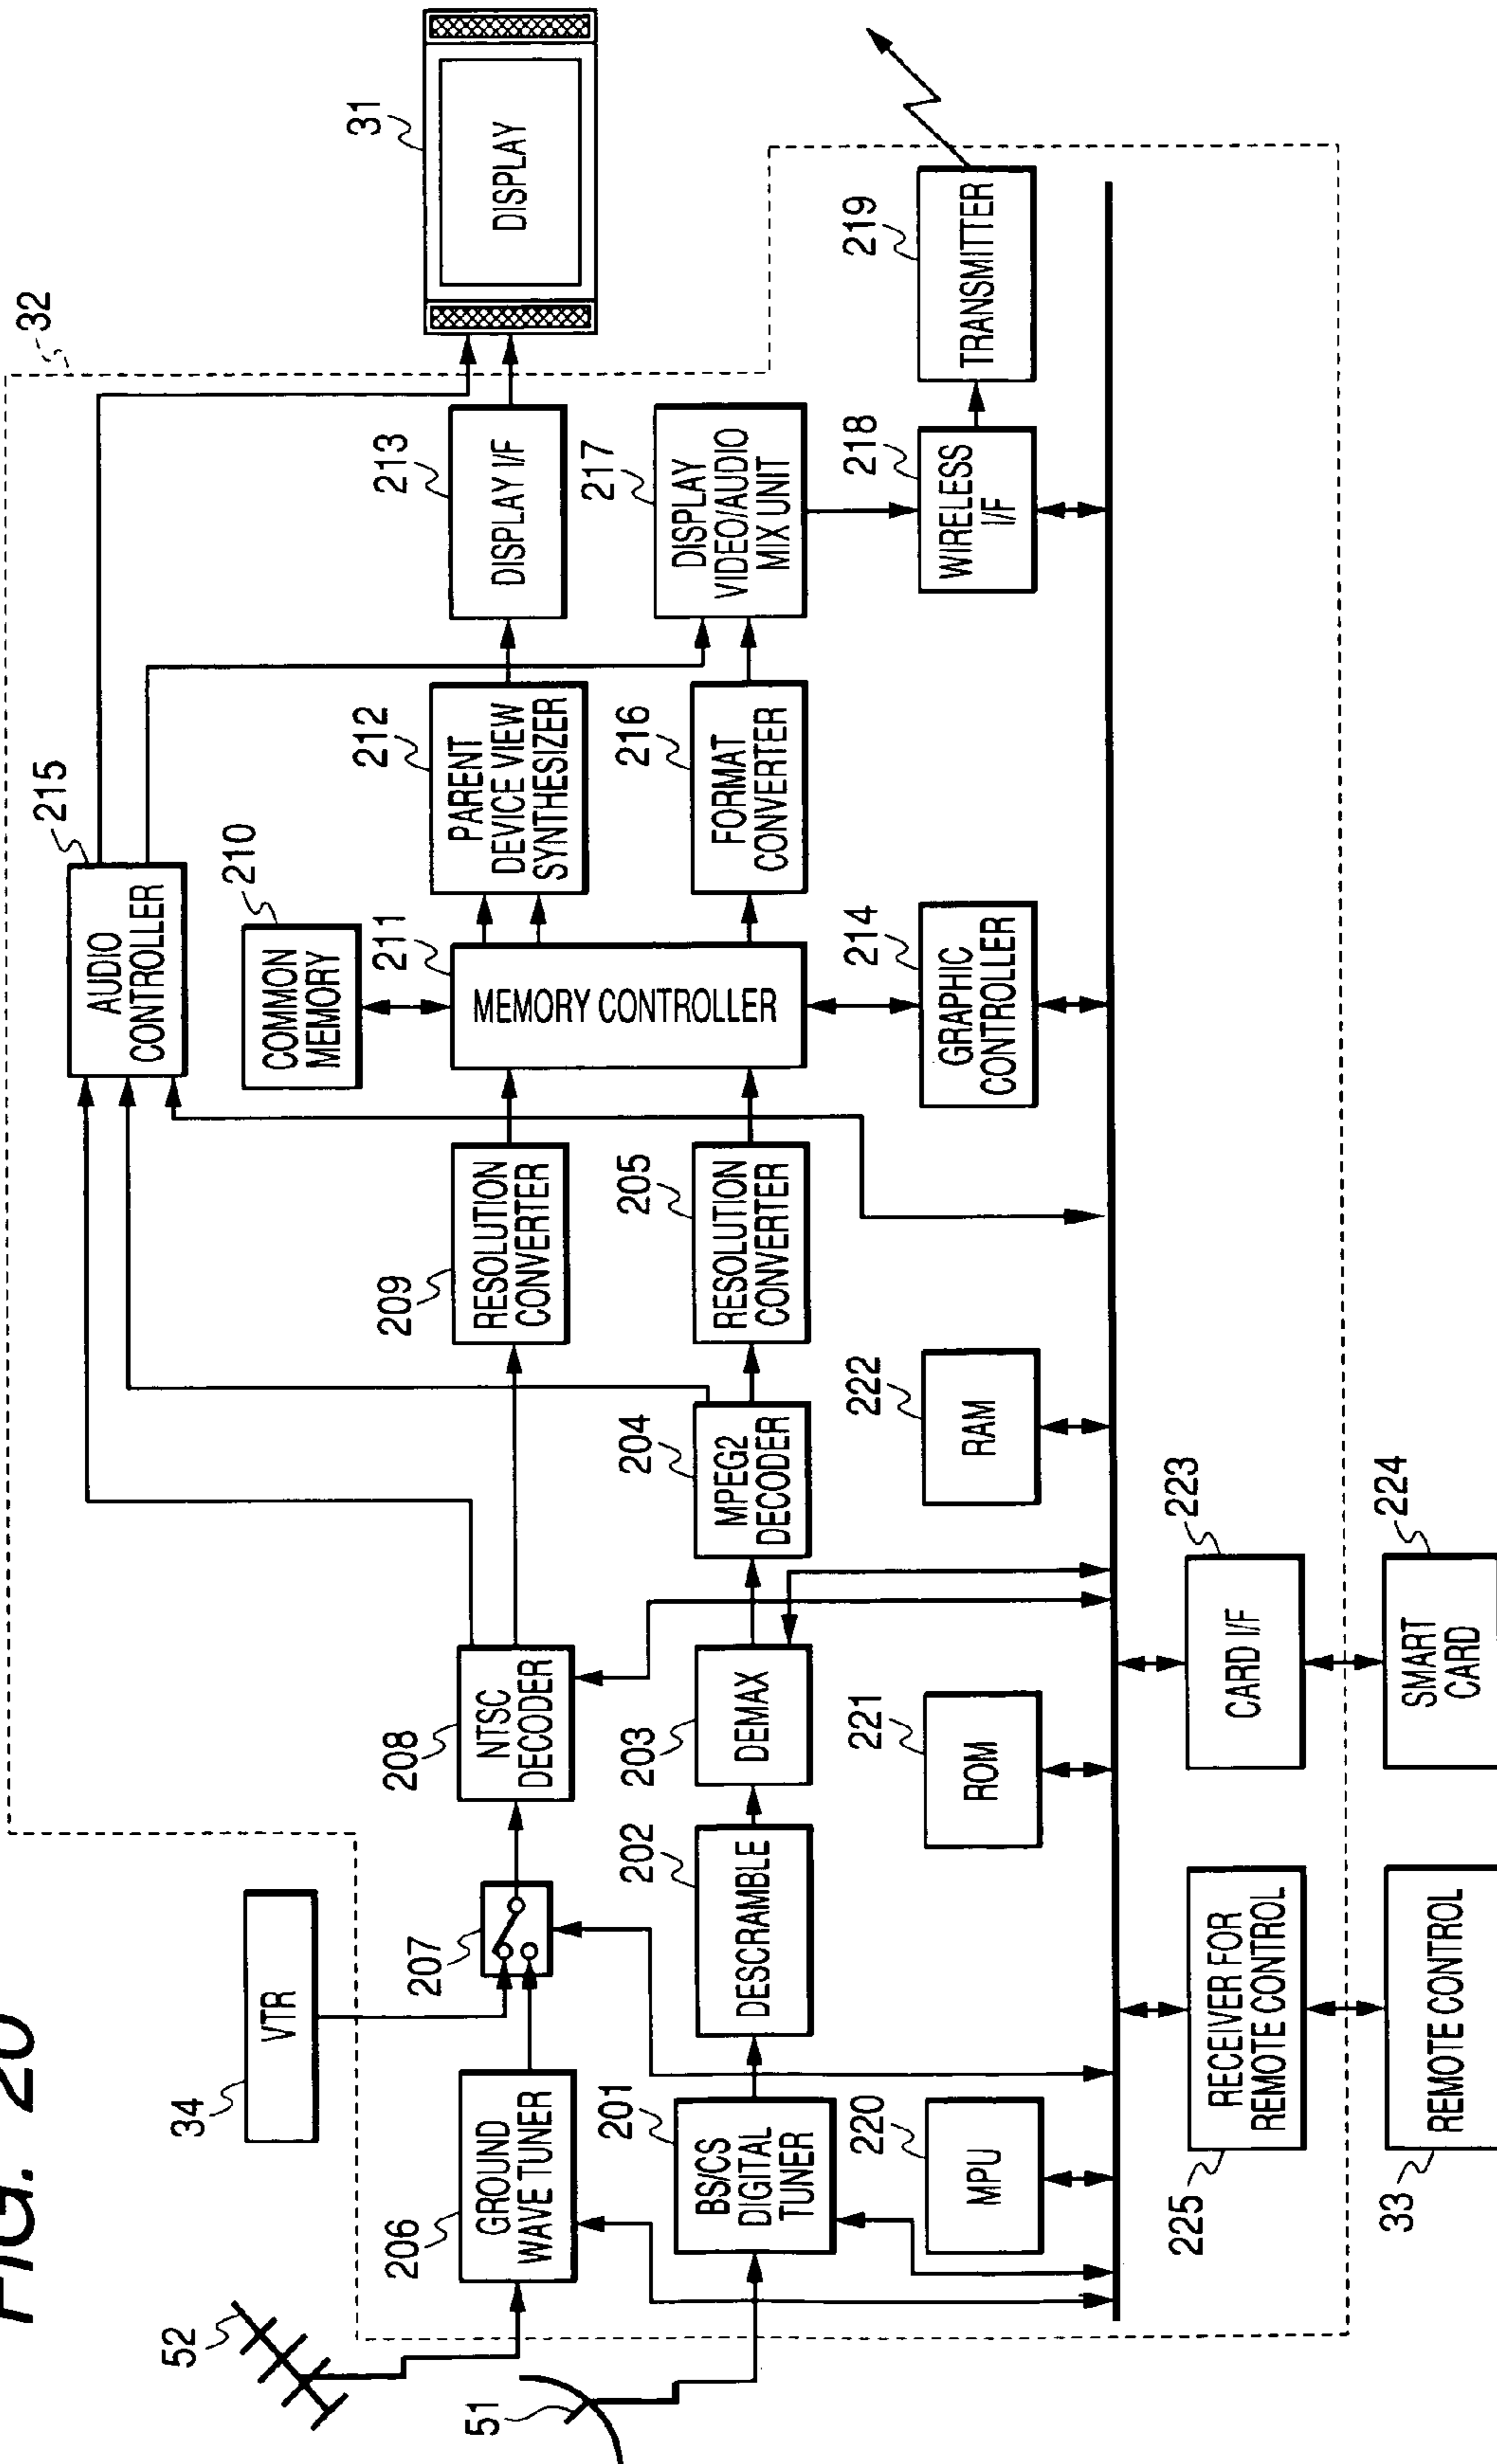 FIG. 20
32
31
DISPLAY
215
AUDIO
CONTROLLER
210
COMMON
MEMORY
34
VTR
52
206
GROUND
WAVE TUNER
207
208
NTSC
DECODER
209
RESOLUTION
CONVERTER
211
MEMORY CONTROLLER
212
PARENT
DEVICE VIEW
SYNTHESIZER
213
DISPLAY I/F
51
201
BS/CS
DIGITAL
TUNER
202
DESCRAMBLE
203
DEMAX
204
MPEG2
DECODER
205
RESOLUTION
CONVERTER
216
FORMAT
CONVERTER
217
DISPLAY
VIDEO/AUDIO
MIX UNIT
220
MPU
221
ROM
222
RAM
214
GRAPHIC
CONTROLLER
218
WIRELESS
I/F
219
TRANSMITTER
225
RECEIVER FOR
REMOTE CONTROL
223
CARD I/F
33
REMOTE CONTROL
224
SMART
CARD